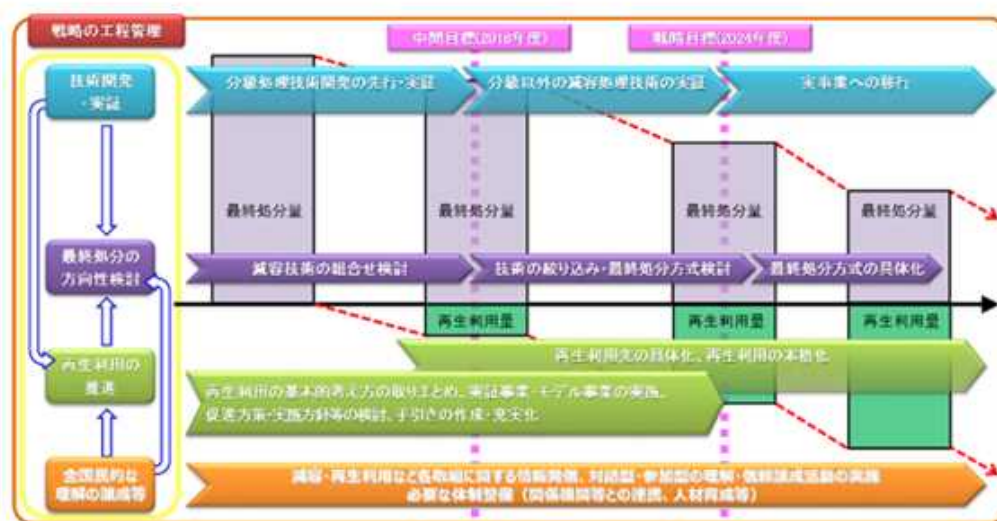 戦略の工程管理
中間目標(2018年度)
戦略目標(2024年度)
技術開発
・実証
分級処理技術開発の先行・実証
分級以外の減容処理技術の実証
実事業への移行
最終処分量
最終処分量
最終処分量
最終処分量
最終処分の
方向性検討
減容技術の組合せ検討
技術の絞り込み・最終処分方式検討
最終処分方式の具体化
再生利用量
再生利用量
再生利用量
再生利用の
推進
再生利用先の具体化、再生利用の本格化
再生利用の基本的考え方の取りまとめ、実証事業・モデル事業の実施、
促進方策・実施方針等の検討、手引きの作成・充実化
全国民的な
理解の醸成等
減容・再生利用など各取組に関する情報発信、対話型・参加型の理解・信頼醸成活動の実施
必要な体制整備（関係機関等との連携、人材育成等）